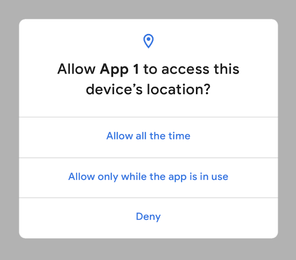 Allow App 1 to access this
device’s location?
Allow all the time
Allow only while the app is in use
Deny